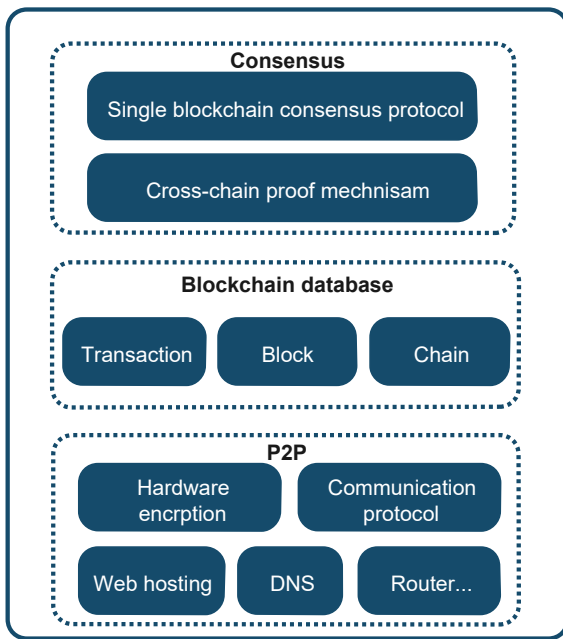 Consensus
Single blockchain consensus protocol
Cross-chain proof mechnisam
Blockchain database
Transaction
Block
Chain
P2P
Hardware
encrption
Communication
protocol
Web hosting
DNS
Router...